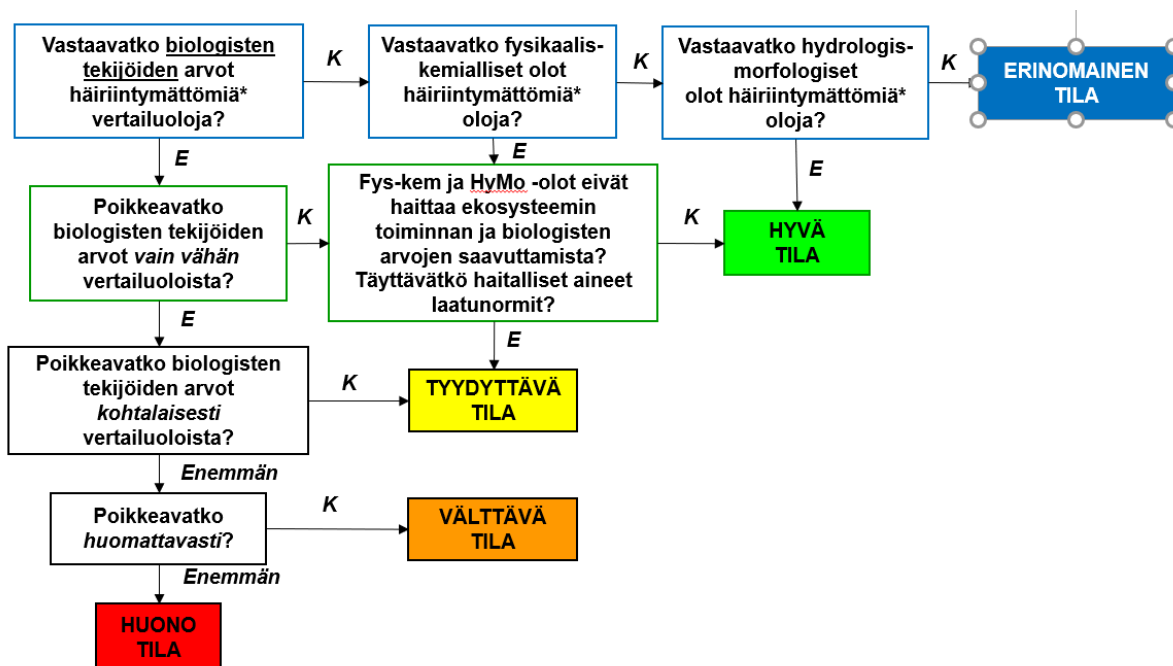 Vastaavatko biologisten
tekijöiden arvot
häiriintymättömiä*
vertailuoloja?
K
Vastaavatko fysikaalis-
kemialliset olot
häiriintymättömiä*
oloja?
K
Vastaavatko hydrologis-
morfologiset
olot häiriintymättömiä*
oloja?
K
ERINOMAINEN
TILA
E
E
E
Poikkeavatko
biologisten tekijöiden
arvot vain vähän
vertailuoloista?
K
Fys-kem ja HyMo -olot eivät
haittaa ekosysteemin
toiminnan ja biologisten
arvojen saavuttamista?
Täyttävätkö haitalliset aineet
laatunormit?
K
HYVÄ
TILA
E
E
Poikkeavatko biologisten
tekijöiden arvot
kohtalaisesti
vertailuoloista?
K
TYYDYTTÄVÄ
TILA
Enemmän
Poikkeavatko
huomattavasti?
K
VÄLTTÄVÄ
TILA
Enemmän
HUONO
TILA